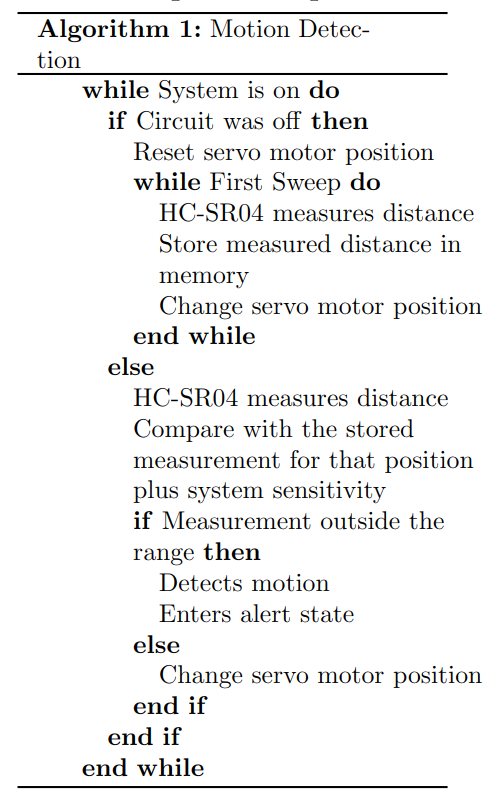 Algorithm 1: Motion Detec-
tion
while System is on do
if Circuit was off then
Reset servo motor position
while First Sweep do
HC-SR04 measures distance
Store measured distance in
memory
Change servo motor position
end while
else
HC-SR04 measures distance
Compare with the stored
measurement for that position
plus system sensitivity
if Measurement outside the
range then
Detects motion
Enters alert state
else
Change servo motor position
end if
end if
end while